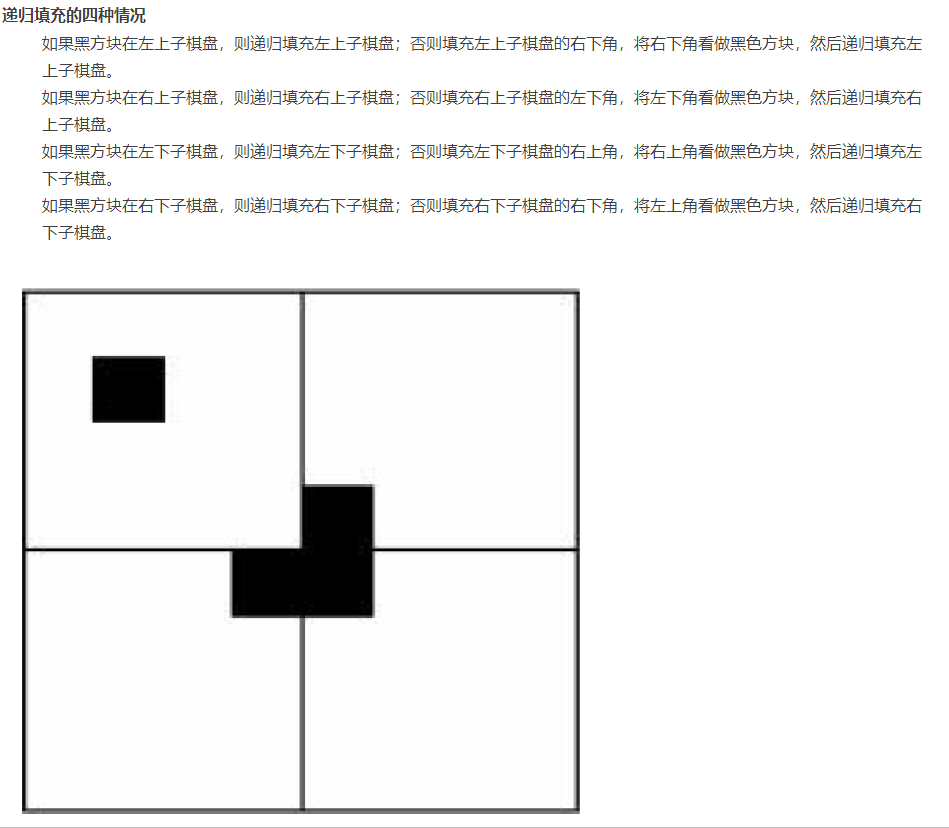 递归填充的四种情况
如果黑方块在左上子棋盘，则递归填充左上子棋盘；否则填充左上子棋盘的右下角，将右下角看做黑色方块，然后递归填充左
上子棋盘。
如果黑方块在右上子棋盘，则递归填充右上子棋盘；否则填充右上子棋盘的左下角，将左下角看做黑色方块，然后递归填充右
上子棋盘。
如果黑方块在左下子棋盘，则递归填充左下子棋盘；否则填充左下子棋盘的右上角，将右上角看做黑色方块，然后递归填充左
下子棋盘。
如果黑方块在右下子棋盘，则递归填充右下子棋盘；否则填充右下子棋盘的右下角，将左上角看做黑色方块，然后递归填充右
下子棋盘。